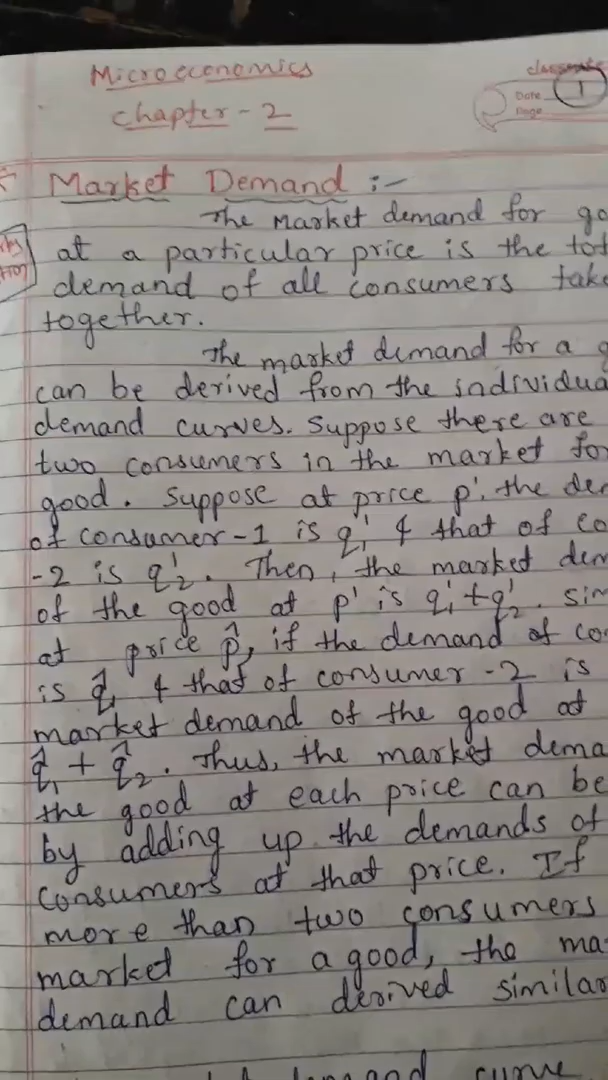 Microeconomics
Chapter-2
classmate
1
Date
Page
Market Demand :-
The Market demand for
at a particular price is the
demand of all consumers
together.
The market demand for a
can be derived from the
demand curves. Suppose there are
two consumers in the market for
good. Suppose at price p'. the
of consumer-1 is q'₁ & that of
-2 is q'₂. Then, the market
of the good at p' is q'₁+q'₂.
at price p̂, if the demand of
is q̂₁ & that of consumer-2 is
market demand of the good at
q̂₁ + q̂₂. Thus, the market
the good at each price can be
by adding up the demands of
consumers at that price. If
more than two consumers
market for a good, the
demand can derived
demand curve